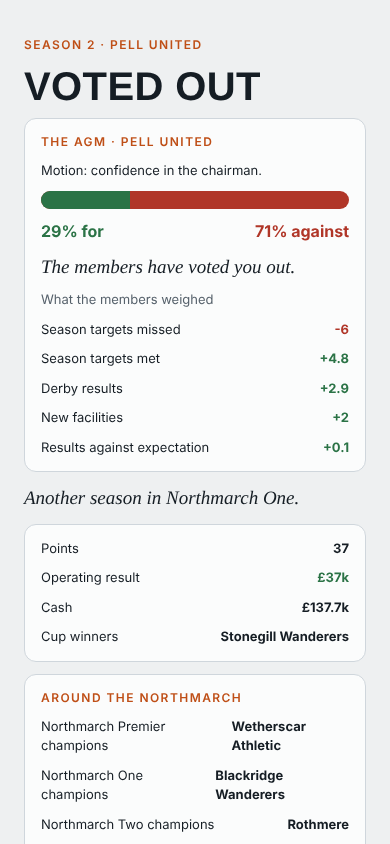 SEASON 2 · PELL UNITED
VOTED OUT
THE AGM · PELL UNITED
Motion: confidence in the chairman.
29% for 71% against
The members have voted you out.
What the members weighed
Season targets missed -6
Season targets met +4.8
Derby results +2.9
New facilities +2
Results against expectation +0.1
Another season in Northmarch One.
Points 37
Operating result £37k
Cash £137.7k
Cup winners Stonegill Wanderers
AROUND THE NORTHMARCH
Northmarch Premier champions Wetherscar Athletic
Northmarch One champions Blackridge Wanderers
Northmarch Two champions Rothmere